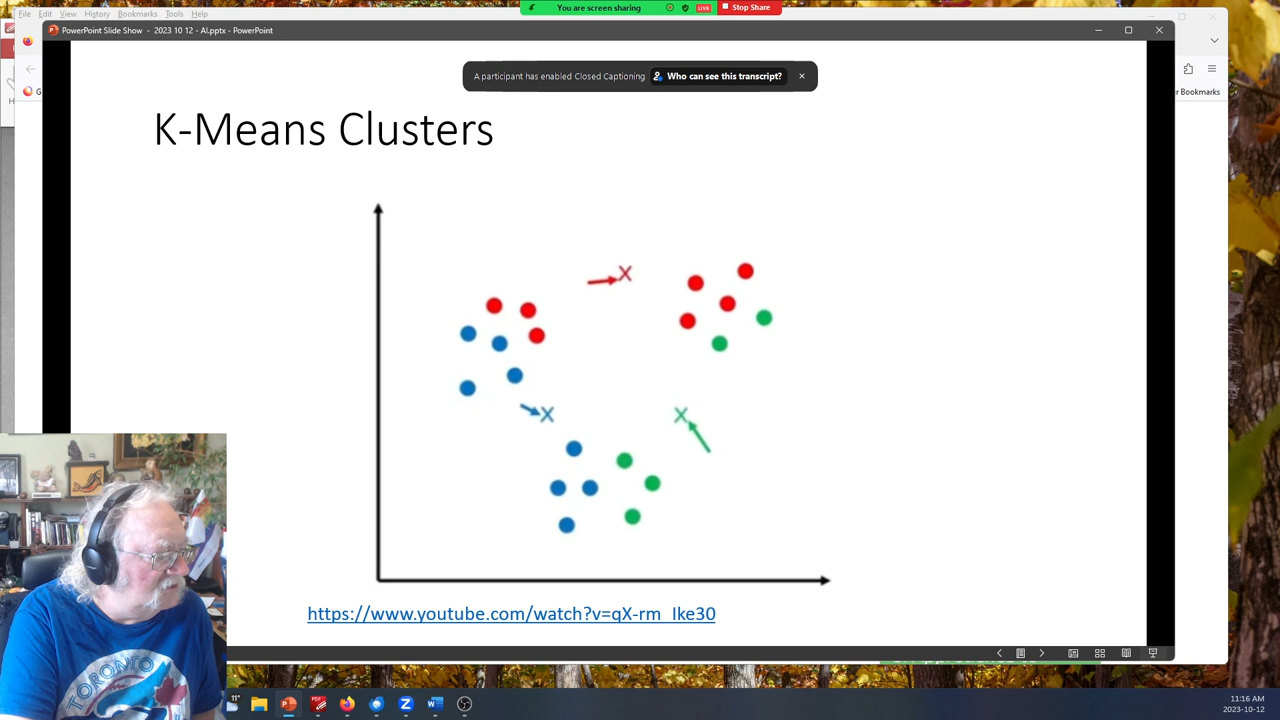 File Edit View History Bookmarks Tools Help
You are screen sharing LIVE Stop Share
PowerPoint Slide Show - 2023 10 12 - AI.pptx - PowerPoint
A participant has enabled Closed Captioning Who can see this transcript?
Bookmarks
K-Means Clusters
X
X
X
https://www.youtube.com/watch?v=qX-rm_Ike30
TORONTO
11°
11:16 AM
2023-10-12